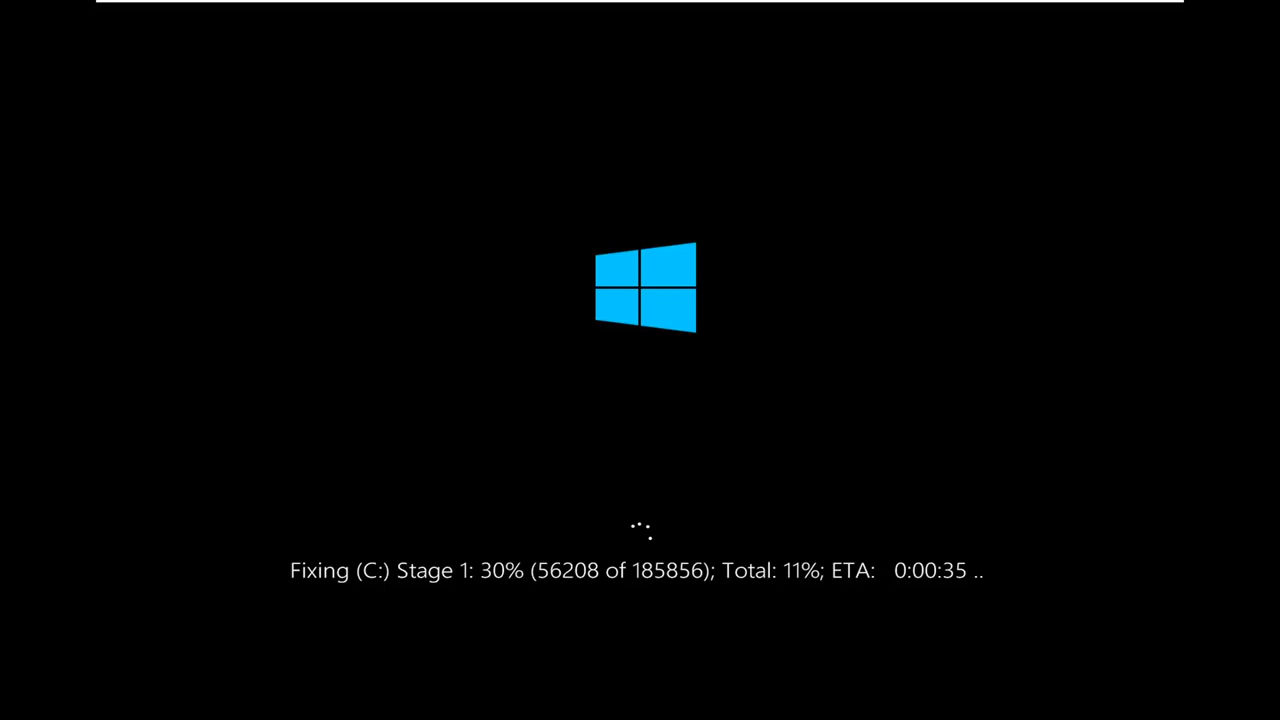 Fixing (C:) Stage 1: 30% (56208 of 185856); Total: 11%; ETA:   0:00:35 ..